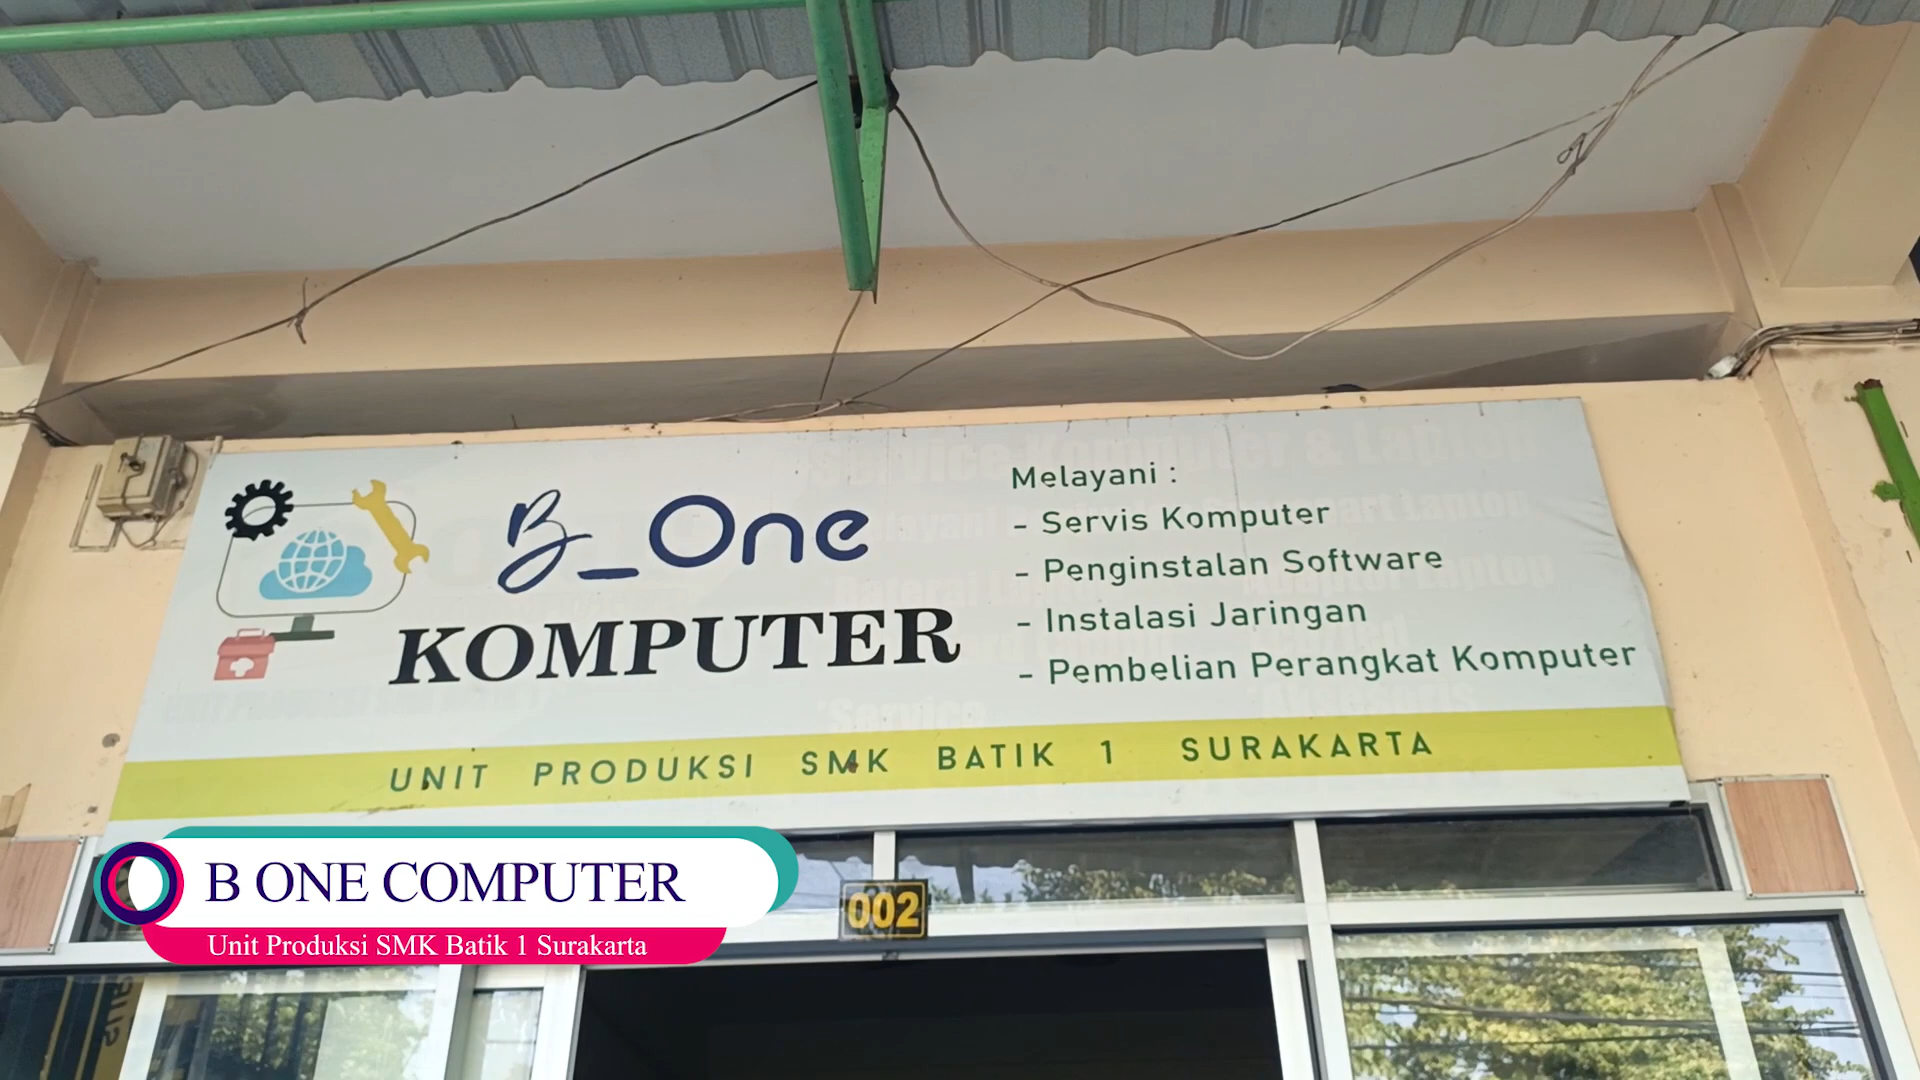 B_One
KOMPUTER
Melayani :
- Servis Komputer
- Penginstalan Software
- Instalasi Jaringan
- Pembelian Perangkat Komputer
UNIT PRODUKSI SMK BATIK 1 SURAKARTA
B ONE COMPUTER
Unit Produksi SMK Batik 1 Surakarta
002